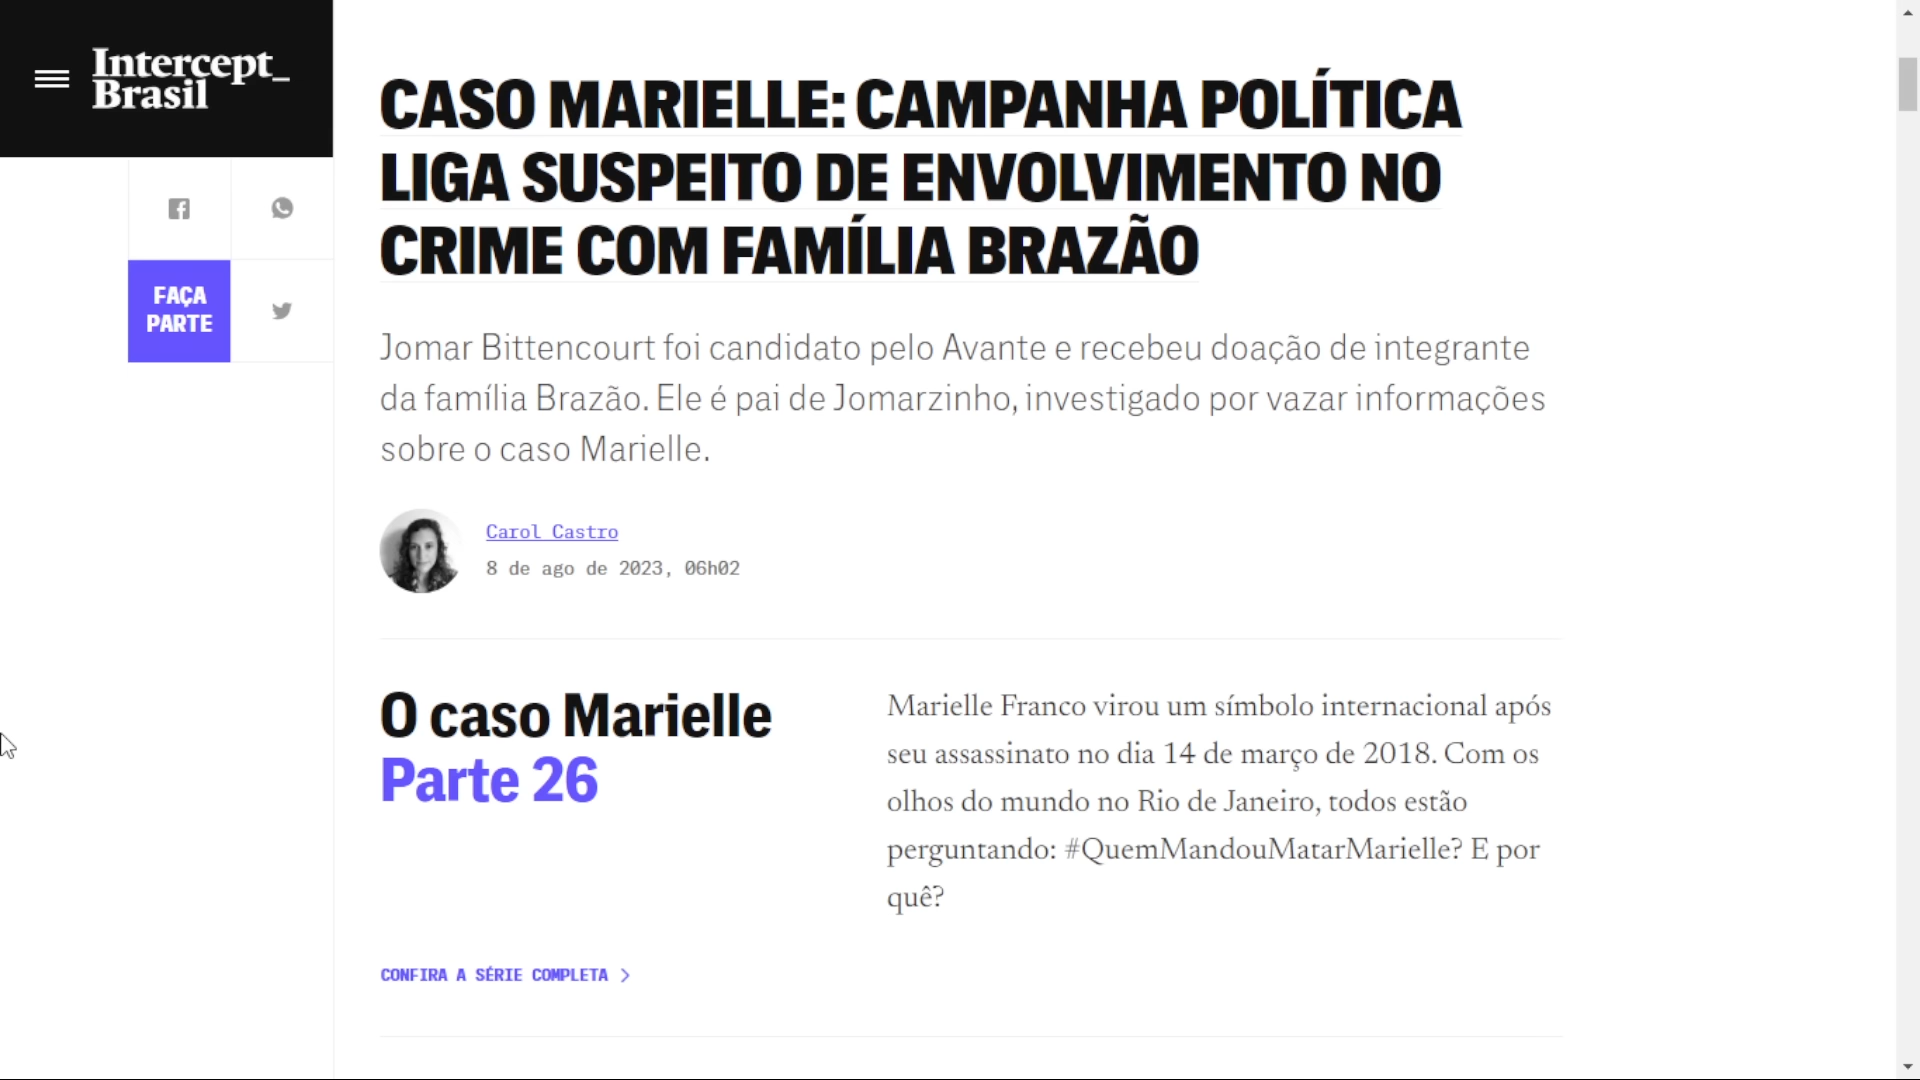 Intercept_
Brasil
CASO MARIELLE: CAMPANHA POLÍTICA
LIGA SUSPEITO DE ENVOLVIMENTO NO
CRIME COM FAMÍLIA BRAZÃO
FAÇA
PARTE
Jomar Bittencourt foi candidato pelo Avante e recebeu doação de integrante
da família Brazão. Ele é pai de Jomarzinho, investigado por vazar informações
sobre o caso Marielle.
Carol Castro
8 de ago de 2023, 06h02
O caso Marielle
Parte 26
Marielle Franco virou um símbolo internacional após
seu assassinato no dia 14 de março de 2018. Com os
olhos do mundo no Rio de Janeiro, todos estão
perguntando: #QuemMandouMatarMarielle? E por
quê?
CONFIRA A SÉRIE COMPLETA